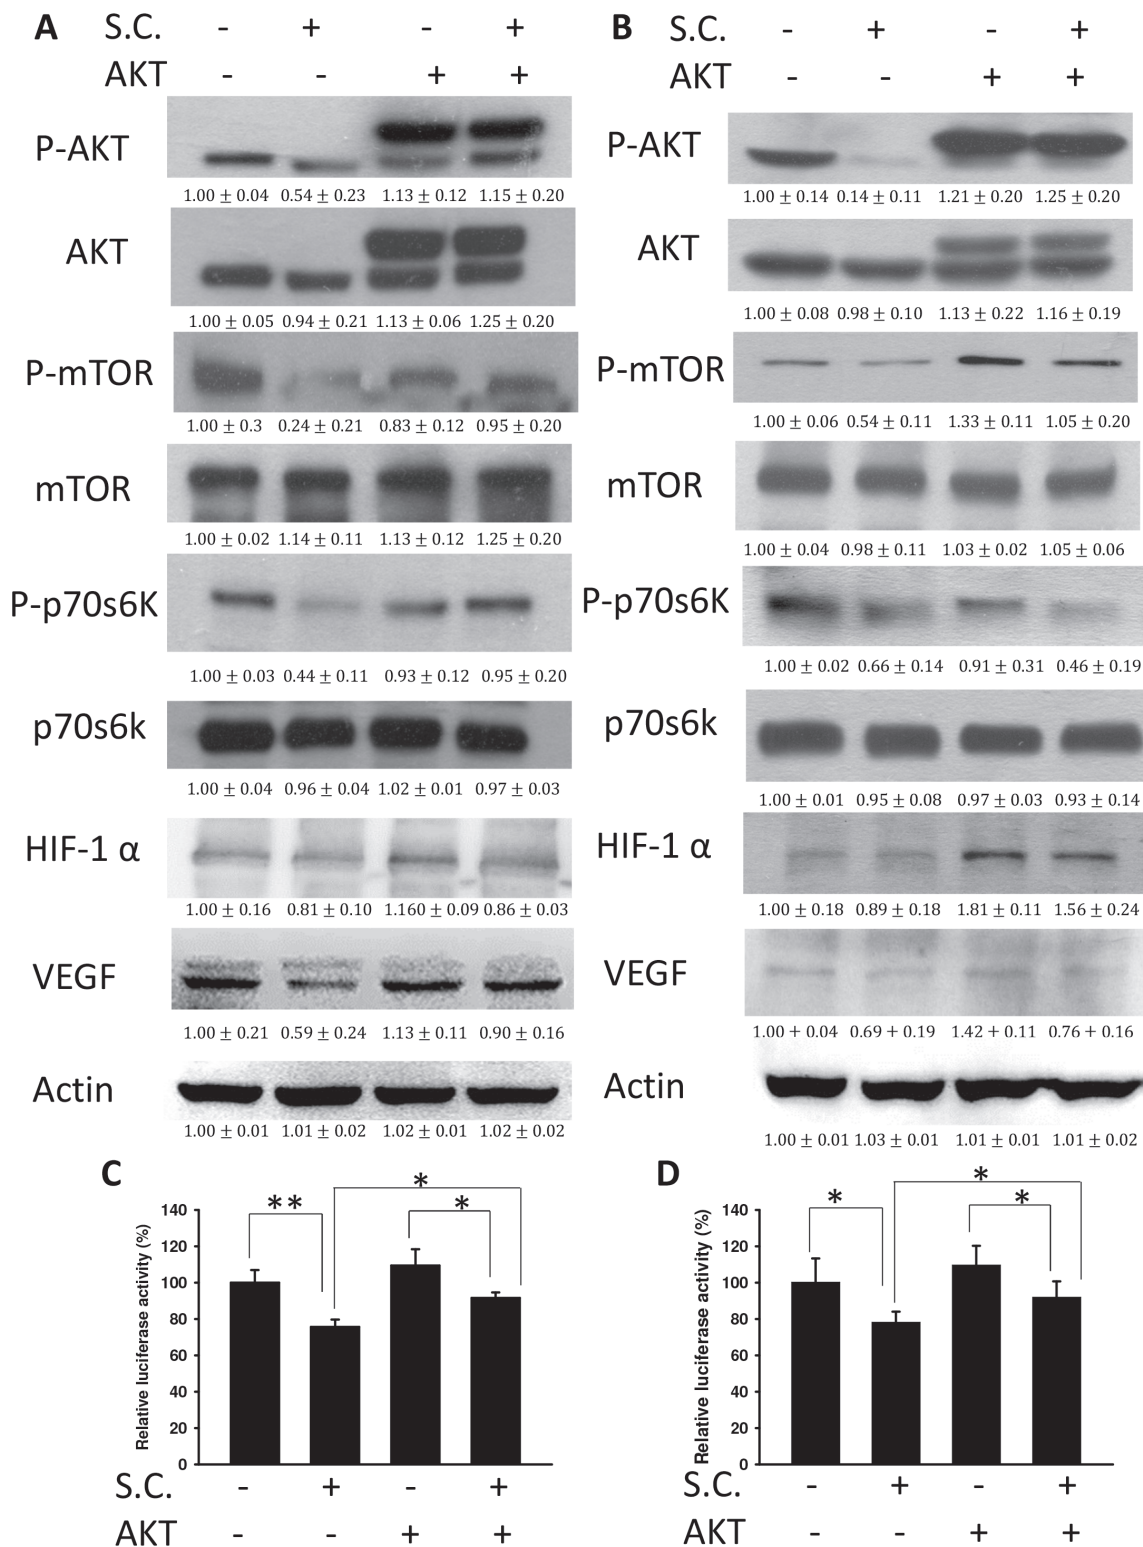 A S.C. - + - +
AKT - - + +
P-AKT
1.00 ± 0.04 0.54 ± 0.23 1.13 ± 0.12 1.15 ± 0.20
AKT
1.00 ± 0.05 0.94 ± 0.21 1.13 ± 0.06 1.25 ± 0.20
P-mTOR
1.00 ± 0.3 0.24 ± 0.21 0.83 ± 0.12 0.95 ± 0.20
mTOR
1.00 ± 0.02 1.14 ± 0.11 1.13 ± 0.12 1.25 ± 0.20
P-p70s6K
1.00 ± 0.03 0.44 ± 0.11 0.93 ± 0.12 0.95 ± 0.20
p70s6k
1.00 ± 0.04 0.96 ± 0.04 1.02 ± 0.01 0.97 ± 0.03
HIF-1 α
1.00 ± 0.16 0.81 ± 0.10 1.160 ± 0.09 0.86 ± 0.03
VEGF
1.00 ± 0.21 0.59 ± 0.24 1.13 ± 0.11 0.90 ± 0.16
Actin
1.00 ± 0.01 1.01 ± 0.02 1.02 ± 0.01 1.02 ± 0.02
B S.C. - + - +
AKT - - + +
P-AKT
1.00 ± 0.14 0.14 ± 0.11 1.21 ± 0.20 1.25 ± 0.20
AKT
1.00 ± 0.08 0.98 ± 0.10 1.13 ± 0.22 1.16 ± 0.19
P-mTOR
1.00 ± 0.06 0.54 ± 0.11 1.33 ± 0.11 1.05 ± 0.20
mTOR
1.00 ± 0.04 0.98 ± 0.11 1.03 ± 0.02 1.05 ± 0.06
P-p70s6K
1.00 ± 0.02 0.66 ± 0.14 0.91 ± 0.31 0.46 ± 0.19
p70s6k
1.00 ± 0.01 0.95 ± 0.08 0.97 ± 0.03 0.93 ± 0.14
HIF-1 α
1.00 ± 0.18 0.89 ± 0.18 1.81 ± 0.11 1.56 ± 0.24
VEGF
1.00 + 0.04 0.69 + 0.19 1.42 + 0.11 0.76 + 0.16
Actin
1.00 ± 0.01 1.03 ± 0.01 1.01 ± 0.01 1.01 ± 0.02
C
Relative luciferase activity (%)
140
120
100
80
60
40
20
0
** * *
S.C. - + - +
AKT - - + +
D
Relative luciferase activity (%)
140
120
100
80
60
40
20
0
* * *
S.C. - + - +
AKT - - + +